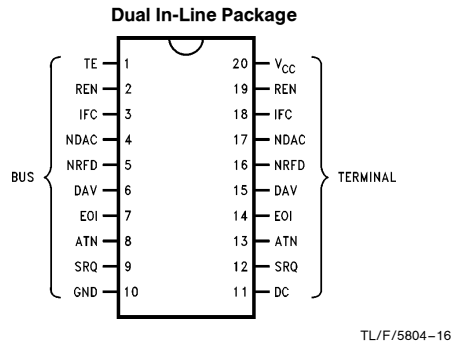 Dual In-Line Package
TE 1 20 VCC
REN 2 19 REN
IFC 3 18 IFC
NDAC 4 17 NDAC
NRFD 5 16 NRFD
BUS TERMINAL
DAV 6 15 DAV
EOI 7 14 EOI
ATN 8 13 ATN
SRQ 9 12 SRQ
GND 10 11 DC
TL/F/5804–16